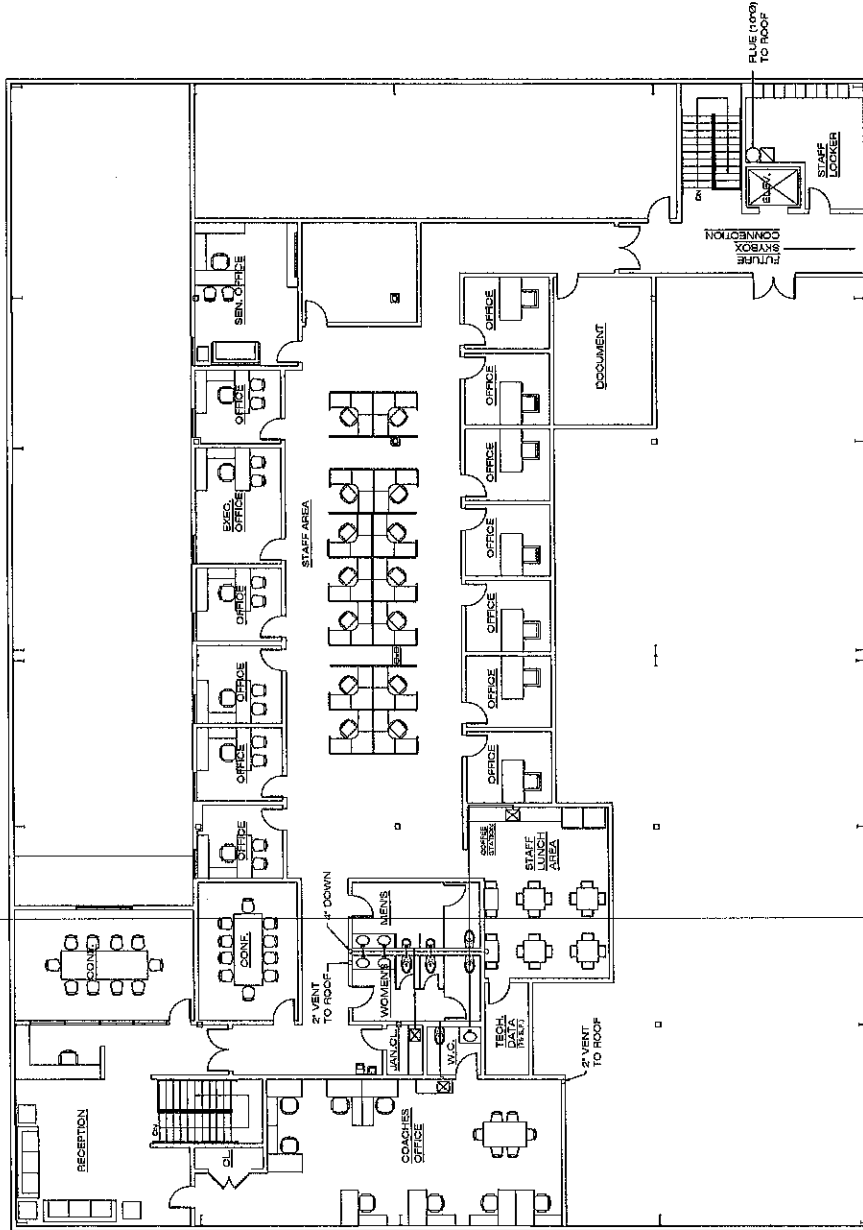 FLUE (10"Ø)
TO ROOF
DN
ELEV.
STAFF
LOCKER
FUTURE
SKYBOX
CONNECTION
SEN. OFFICE
OFFICE
EXEC.
OFFICE
OFFICE
OFFICE
OFFICE
OFFICE
STAFF AREA
OFFICE
OFFICE
OFFICE
OFFICE
OFFICE
OFFICE
OFFICE
DOCUMENT
COFFEE
STATION
STAFF
LUNCH
AREA
CONF.
CONF.
2" VENT
TO ROOF
4" DOWN
MEN'S
WOMEN'S
JAN.CL.
W.C.
TECH.
DATA
2" VENT
TO ROOF
RECEPTION
DN
CL.
COACHES
OFFICE